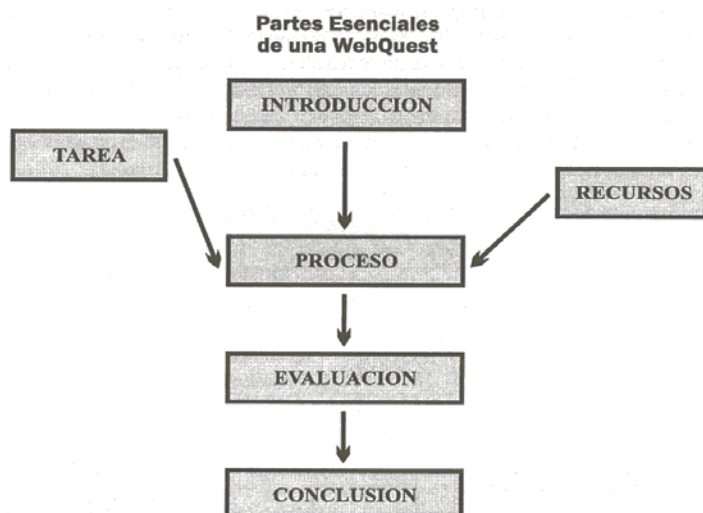 Partes Esenciales
de una WebQuest
INTRODUCCION
TAREA
RECURSOS
PROCESO
EVALUACION
CONCLUSION